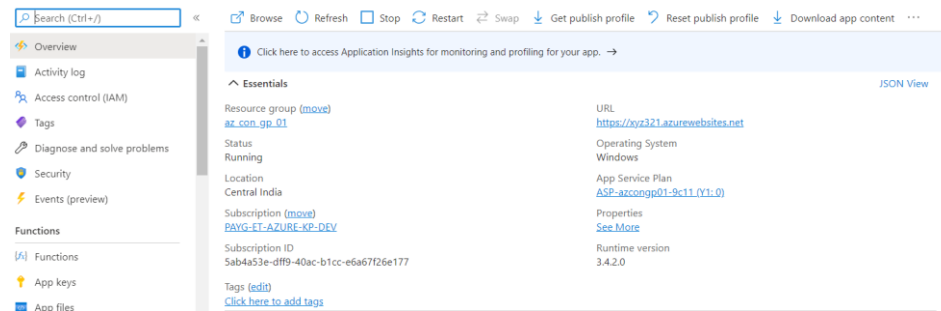 Search (Ctrl+/)
«
Browse Refresh Stop Restart Swap Get publish profile Reset publish profile Download app content ···
Overview
Activity log
Access control (IAM)
Tags
Diagnose and solve problems
Security
Events (preview)
Functions
Functions
App keys
App files
Click here to access Application Insights for monitoring and profiling for your app. →
Essentials
JSON View
Resource group (move)
az_con_gp_01
Status
Running
Location
Central India
Subscription (move)
PAYG-ET-AZURE-KP-DEV
Subscription ID
5ab4a53e-dff9-40ac-b1cc-e6a67f26e177
Tags (edit)
Click here to add tags
URL
https://xyz321.azurewebsites.net
Operating System
Windows
App Service Plan
ASP-azcongp01-9c11 (Y1: 0)
Properties
See More
Runtime version
3.4.2.0